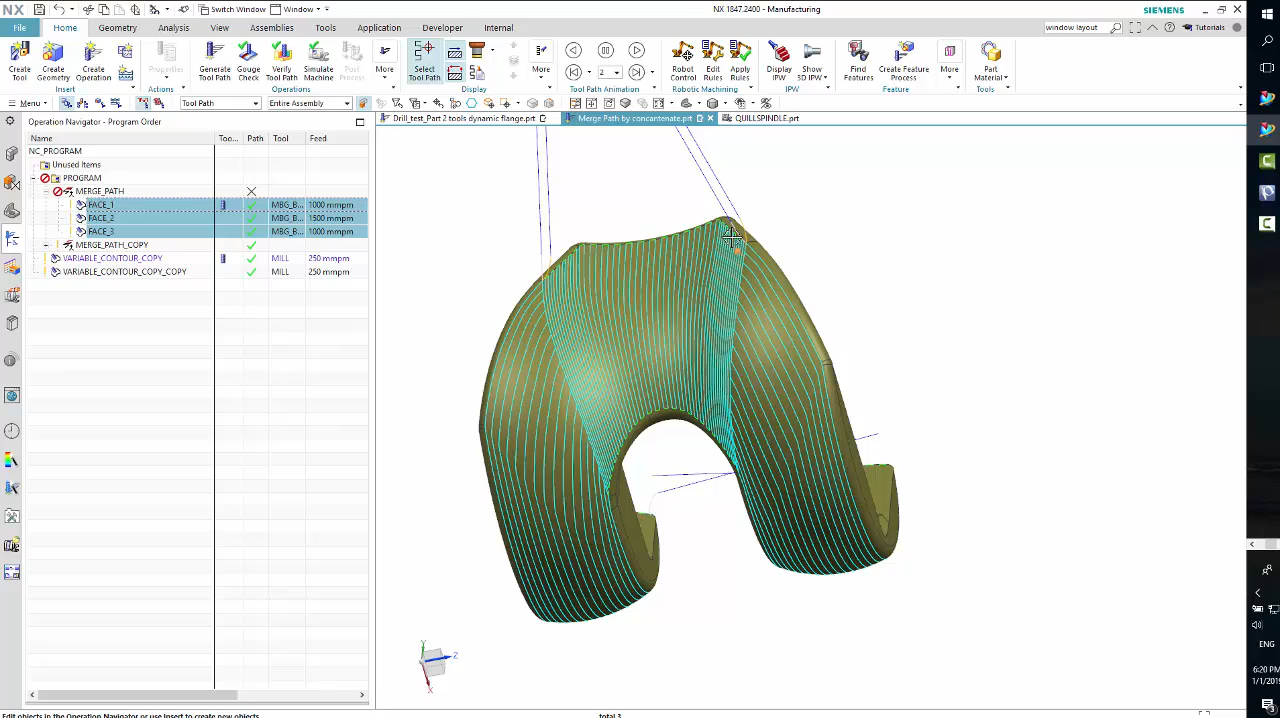 NX
Switch Window
Window
NX 1847.2400 - Manufacturing
SIEMENS
File
Home
Geometry
Analysis
View
Assemblies
Tools
Application
Developer
Internal
window layout
Tutorials
Create Tool
Create Geometry
Create Operation
Properties
More
Generate Tool Path
Gouge Check
Verify Tool Path
Simulate Machine
Post Process
More
Select Tool Path
More
2
Robot Control
Edit Rules
Apply Rules
Display IPW
Show 3D IPW
Find Features
Create Feature Process
More
Part Material
Insert
Actions
Operations
Display
Tool Path Animation
Robotic Machining
IPW
Feature
Tools
Menu
Tool Path
Entire Assembly
Operation Navigator - Program Order
Drill_test_Part 2 tools dynamic flange.prt
Merge Path by concantenate.prt
QUILLSPINDLE.prt
Name
Too...
Path
Tool
Feed
NC_PROGRAM
Unused Items
PROGRAM
MERGE_PATH
FACE_1
MBG_B...
1000 mmpm
FACE_2
MBG_B...
1500 mmpm
FACE_3
MBG_B...
1000 mmpm
MERGE_PATH_COPY
VARIABLE_CONTOUR_COPY
MILL
250 mmpm
VARIABLE_CONTOUR_COPY_COPY
MILL
250 mmpm
Y
Z
X
ENG
6:20 PM
Edit objects in the Operation Navigator or use Insert to create new objects
total 3